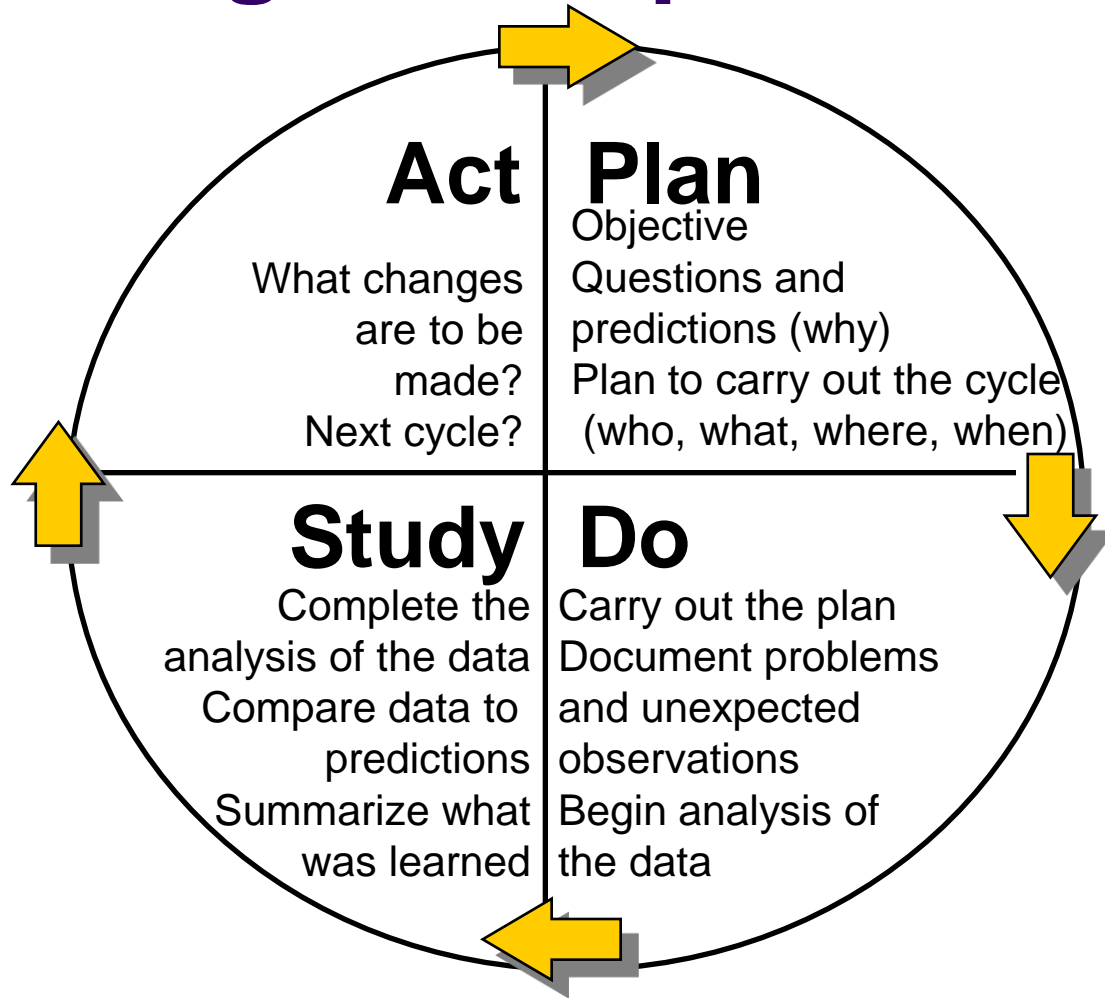 Act
What changes
are to be
made?
Next cycle?
Plan
Objective
Questions and
predictions (why)
Plan to carry out the cycle
(who, what, where, when)
Study
Complete the
analysis of the data
Compare data to
predictions
Summarize what
was learned
Do
Carry out the plan
Document problems
and unexpected
observations
Begin analysis of
the data